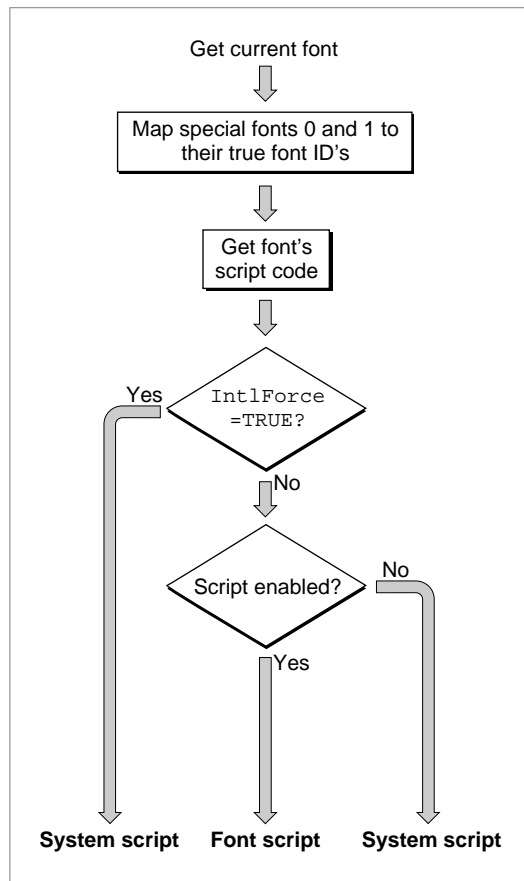 Get current font
Map special fonts 0 and 1 to
their true font ID's
Get font's
script code
IntlForce
=TRUE?
Yes
No
Script enabled?
No
Yes
System script
Font script
System script